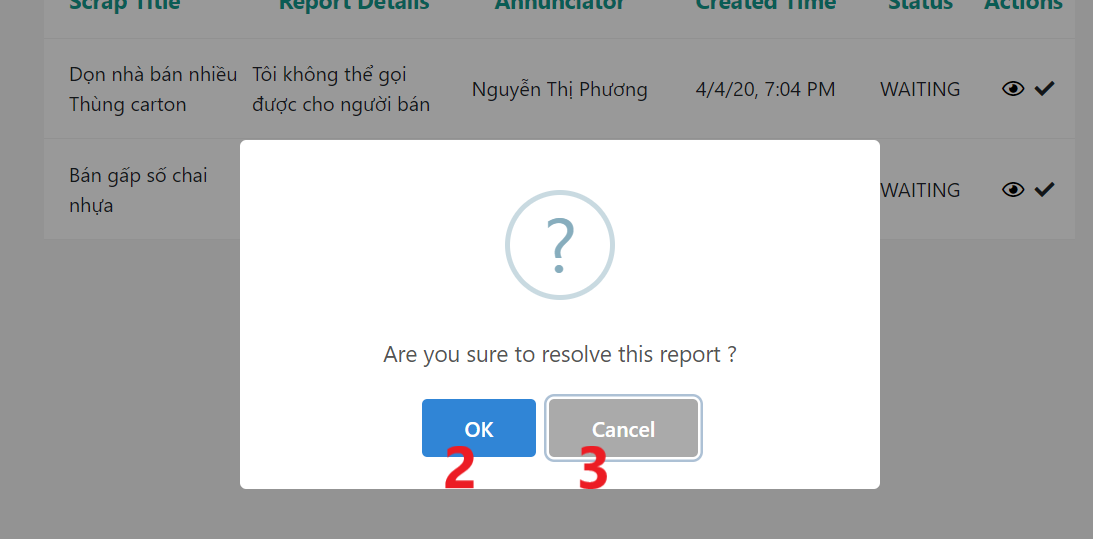 Scrap Title Report Details Annunciator Created Time Status Actions
Dọn nhà bán nhiều Tôi không thể gọi
Thùng carton được cho người bán
Nguyễn Thị Phương 4/4/20, 7:04 PM WAITING
Bán gấp số chai
nhựa
WAITING
?
Are you sure to resolve this report ?
OK Cancel
2 3